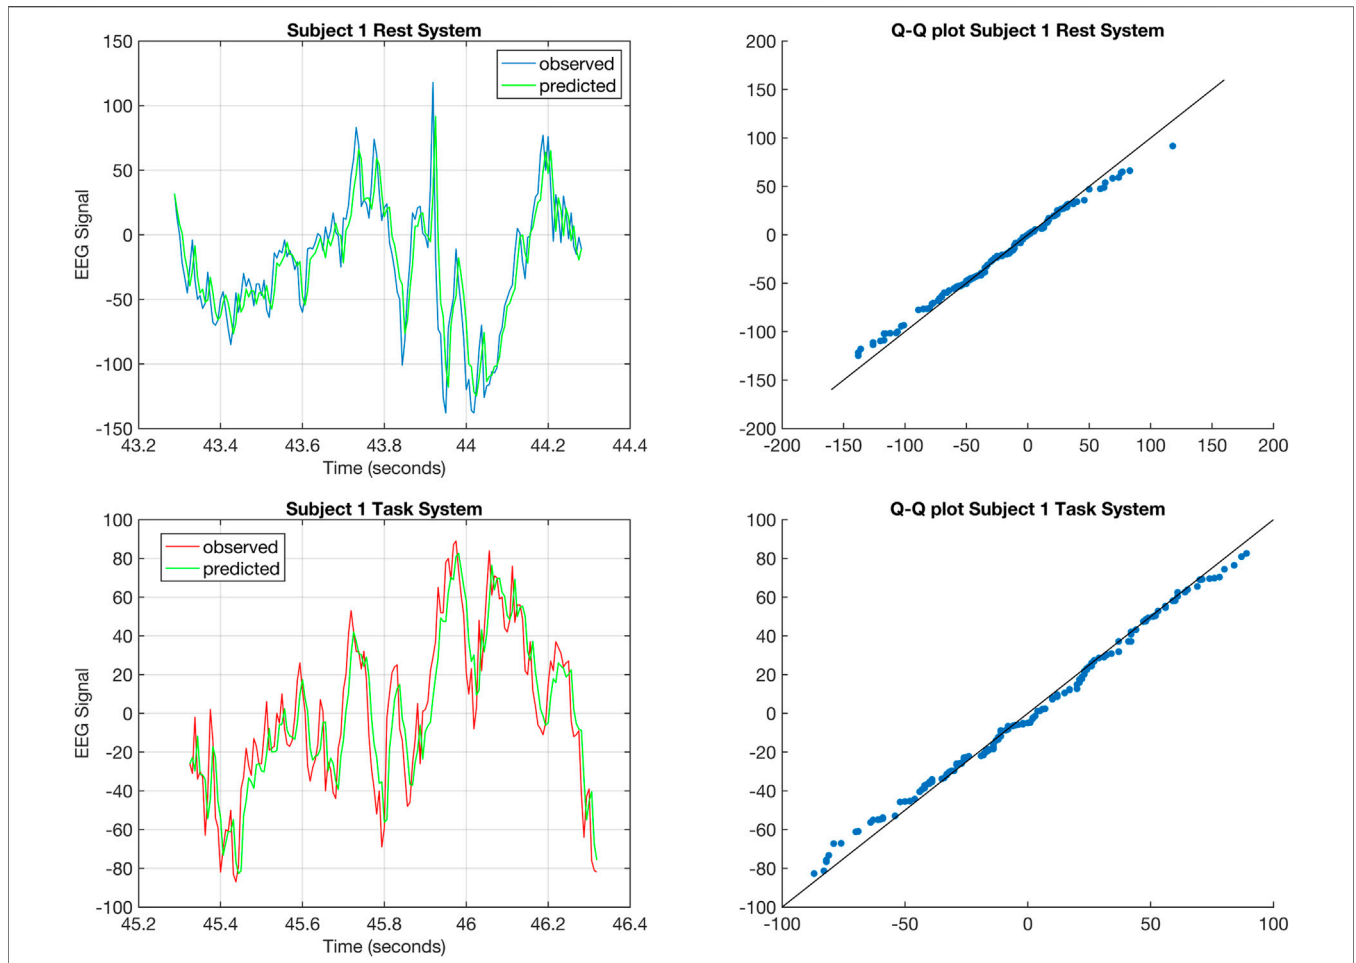 Subject 1 Rest System
150
100
50
0
-50
-100
-150
EEG Signal
observed
predicted
43.2 43.4 43.6 43.8 44 44.2 44.4
Time (seconds)
Q-Q plot Subject 1 Rest System
200
150
100
50
0
-50
-100
-150
-200
-200 -150 -100 -50 0 50 100 150 200
Subject 1 Task System
100
80
60
40
20
0
-20
-40
-60
-80
-100
EEG Signal
observed
predicted
45.2 45.4 45.6 45.8 46 46.2 46.4
Time (seconds)
Q-Q plot Subject 1 Task System
100
80
60
40
20
0
-20
-40
-60
-80
-100
-100 -50 0 50 100